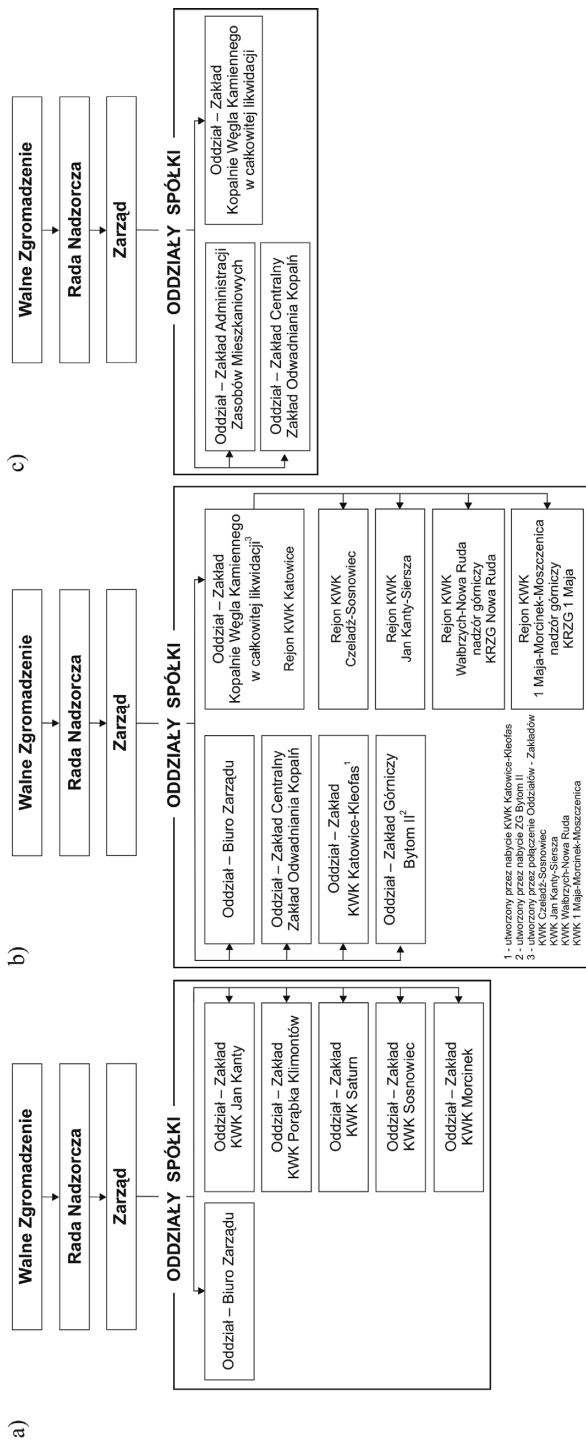 a)
Walne Zgromadzenie
Rada Nadzorcza
Zarząd
ODDZIAŁY SPÓŁKI
Oddział – Biuro Zarządu
Oddział – Zakład
KWK Jan Kanty
Oddział – Zakład
KWK Porąbka Klimontów
Oddział – Zakład
KWK Saturn
Oddział – Zakład
KWK Sosnowiec
Oddział – Zakład
KWK Morcinek
b)
Walne Zgromadzenie
Rada Nadzorcza
Zarząd
ODDZIAŁY SPÓŁKI
Oddział – Biuro Zarządu
Oddział – Zakład Centralny
Zakład Odwadniania Kopalń
Oddział – Zakład
KWK Katowice-Kleofas¹
Oddział – Zakład Górniczy
Bytom II²
Oddział – Zakład
Kopalnie Węgla Kamiennego
w całkowitej likwidacji³
Rejon KWK Katowice
Rejon KWK
Czeladź-Sosnowiec
Rejon KWK
Jan Kanty-Siersza
Rejon KWK
Wałbrzych-Nowa Ruda
nadzór górniczy
KRZG Nowa Ruda
Rejon KWK
1 Maja-Morcinek-Moszczenica
nadzór górniczy
KRZG 1 Maja
1 - utworzony przez nabycie KWK Katowice-Kleofas
2 - utworzony przez nabycie ZG Bytom II
3 - utworzony przez połączenie Oddziałów - Zakładów
KWK Czeladź-Sosnowiec
KWK Jan Kanty-Siersza
KWK Wałbrzych-Nowa Ruda
KWK 1 Maja-Morcinek-Moszczenica
c)
Walne Zgromadzenie
Rada Nadzorcza
Zarząd
ODDZIAŁY SPÓŁKI
Oddział – Zakład Administracji
Zasobów Mieszkaniowych
Oddział – Zakład Centralny
Zakład Odwadniania Kopalń
Oddział – Zakład
Kopalnie Węgla Kamiennego
w całkowitej likwidacji